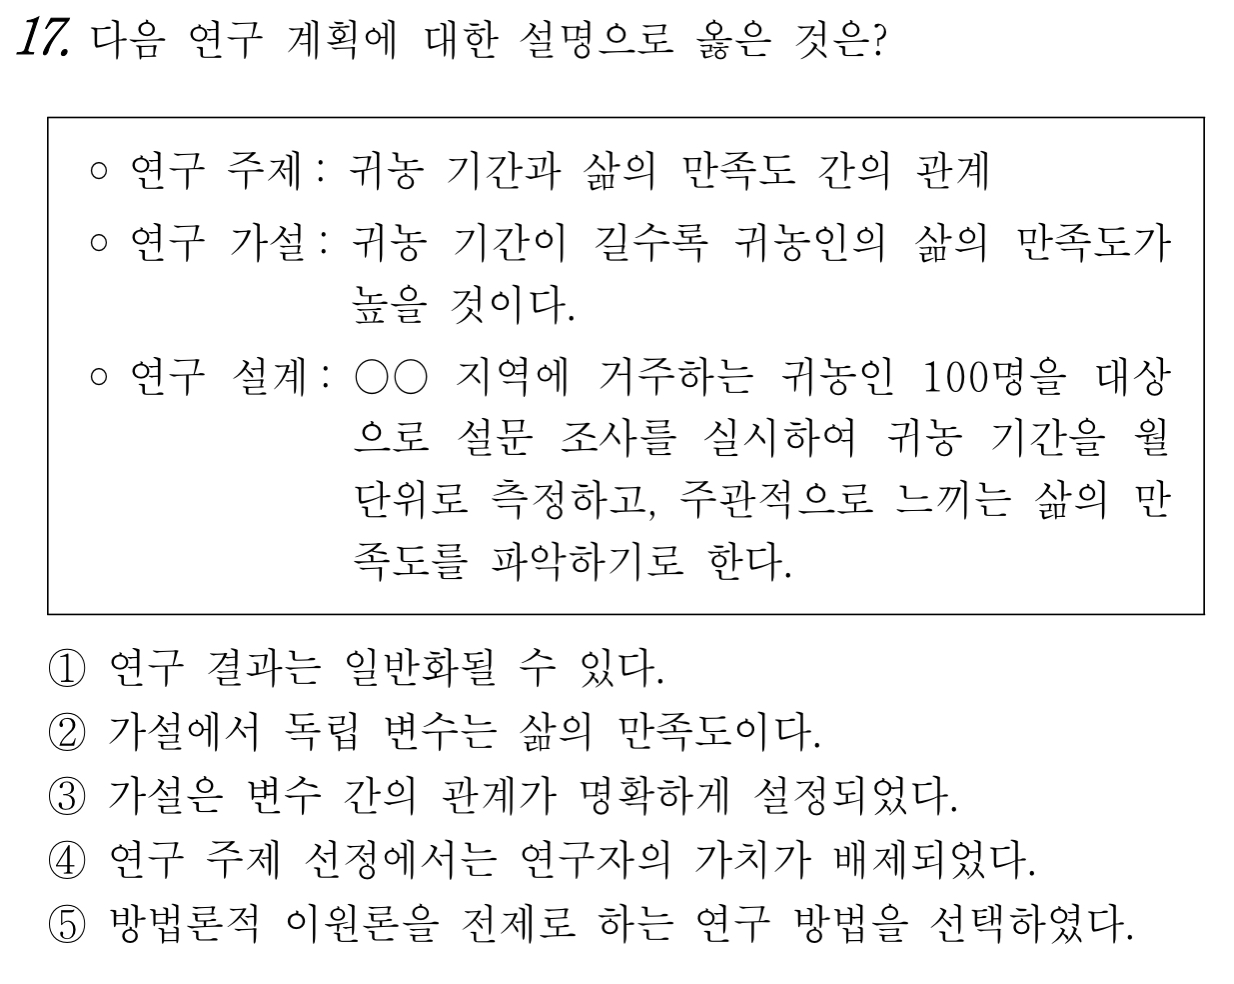 17. 다음 연구 계획에 대한 설명으로 옳은 것은?
○ 연구 주제 : 귀농 기간과 삶의 만족도 간의 관계
○ 연구 가설 : 귀농 기간이 길수록 귀농인의 삶의 만족도가
높을 것이다.
○ 연구 설계 : ○○ 지역에 거주하는 귀농인 100명을 대상
으로 설문 조사를 실시하여 귀농 기간을 월
단위로 측정하고, 주관적으로 느끼는 삶의 만
족도를 파악하기로 한다.
① 연구 결과는 일반화될 수 있다.
② 가설에서 독립 변수는 삶의 만족도이다.
③ 가설은 변수 간의 관계가 명확하게 설정되었다.
④ 연구 주제 선정에서는 연구자의 가치가 배제되었다.
⑤ 방법론적 이원론을 전제로 하는 연구 방법을 선택하였다.